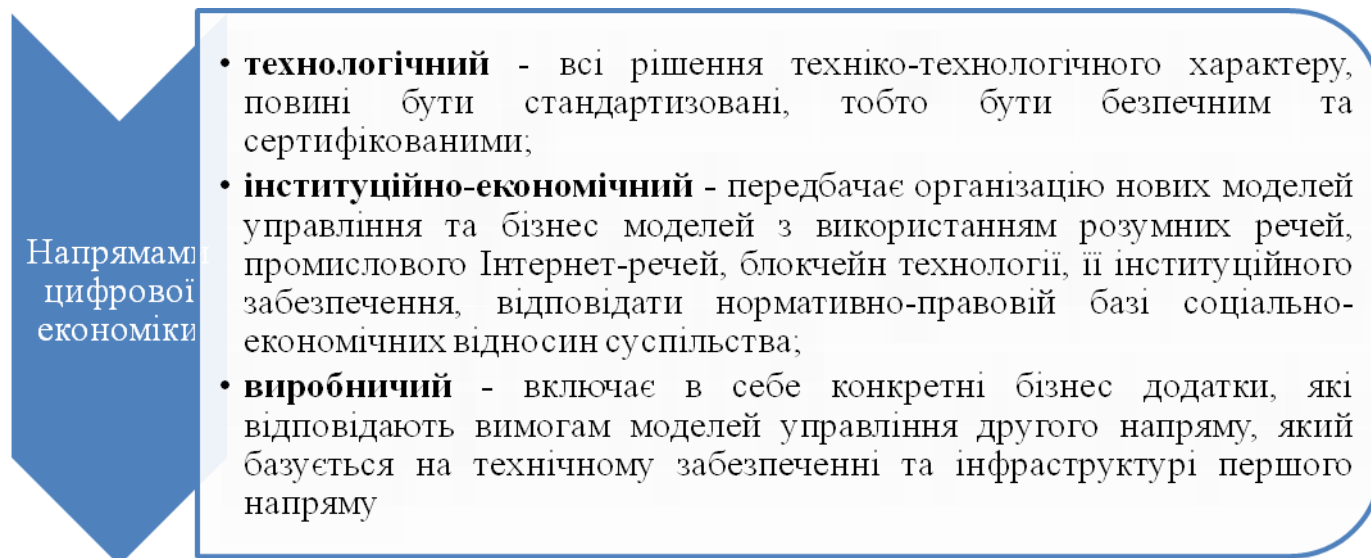 Напрямами
цифрової
економіки
• технологічний - всі рішення техніко-технологічного характеру,
повині бути стандартизовані, тобто бути безпечним та
сертифікованими;
• інституційно-економічний - передбачає організацію нових моделей
управління та бізнес моделей з використанням розумних речей,
промислового Інтернет-речей, блокчейн технології, її інституційного
забезпечення, відповідати нормативно-правовій базі соціально-
економічних відносин суспільства;
• виробничий - включає в себе конкретні бізнес додатки, які
відповідають вимогам моделей управління другого напряму, який
базується на технічному забезпеченні та інфраструктурі першого
напряму